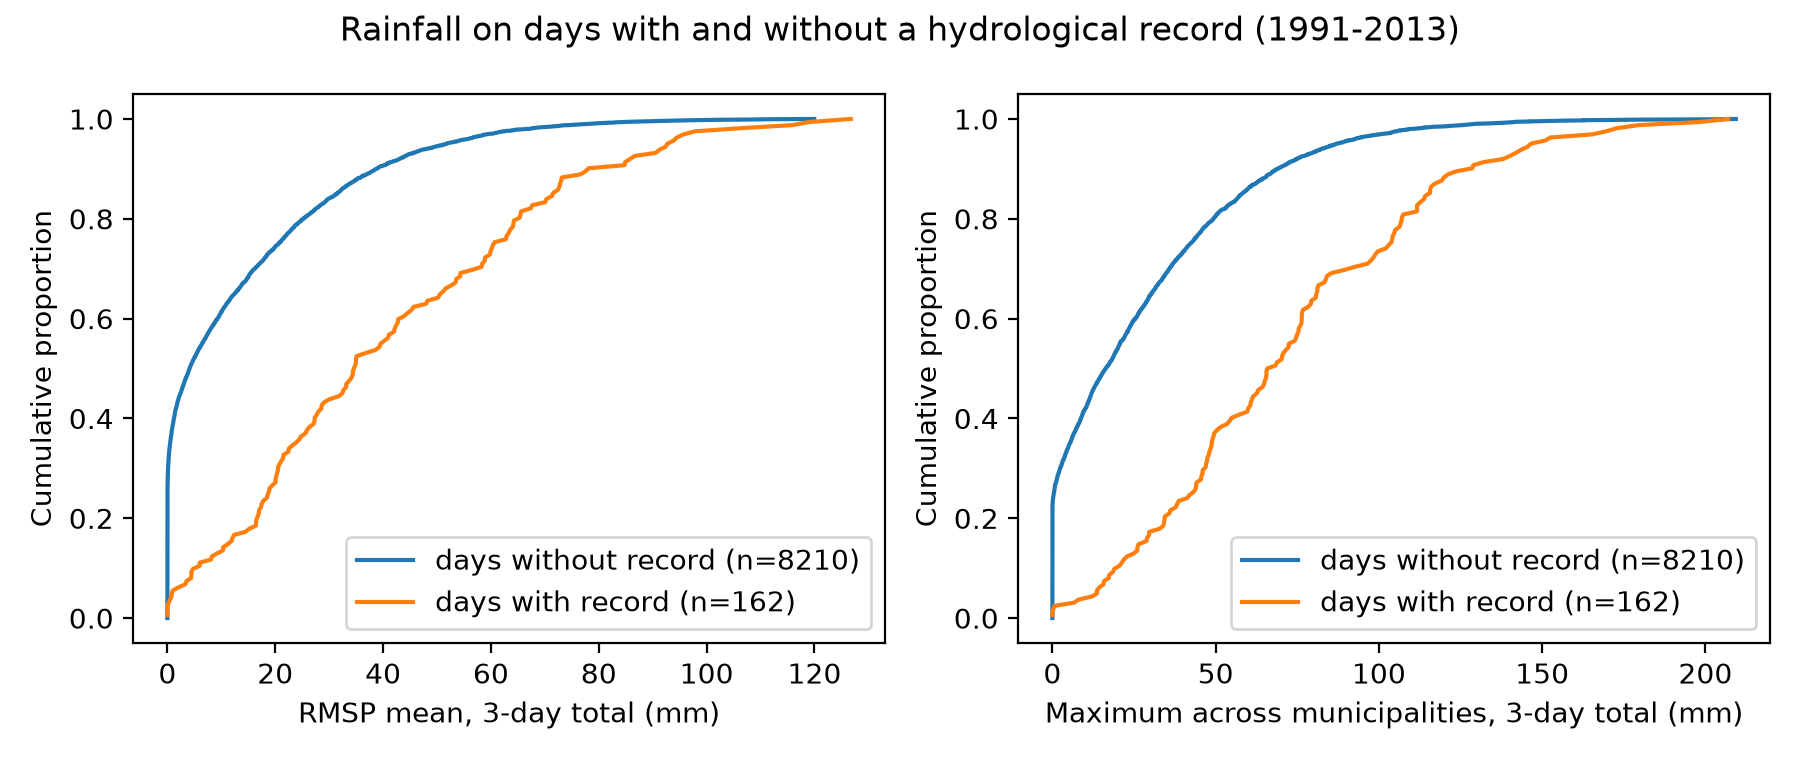 Rainfall on days with and without a hydrological record (1991-2013)
Cumulative proportion
1.0
0.8
0.6
0.4
0.2
0.0
days without record (n=8210)
days with record (n=162)
0 20 40 60 80 100 120
RMSP mean, 3-day total (mm)
Cumulative proportion
1.0
0.8
0.6
0.4
0.2
0.0
days without record (n=8210)
days with record (n=162)
0 50 100 150 200
Maximum across municipalities, 3-day total (mm)